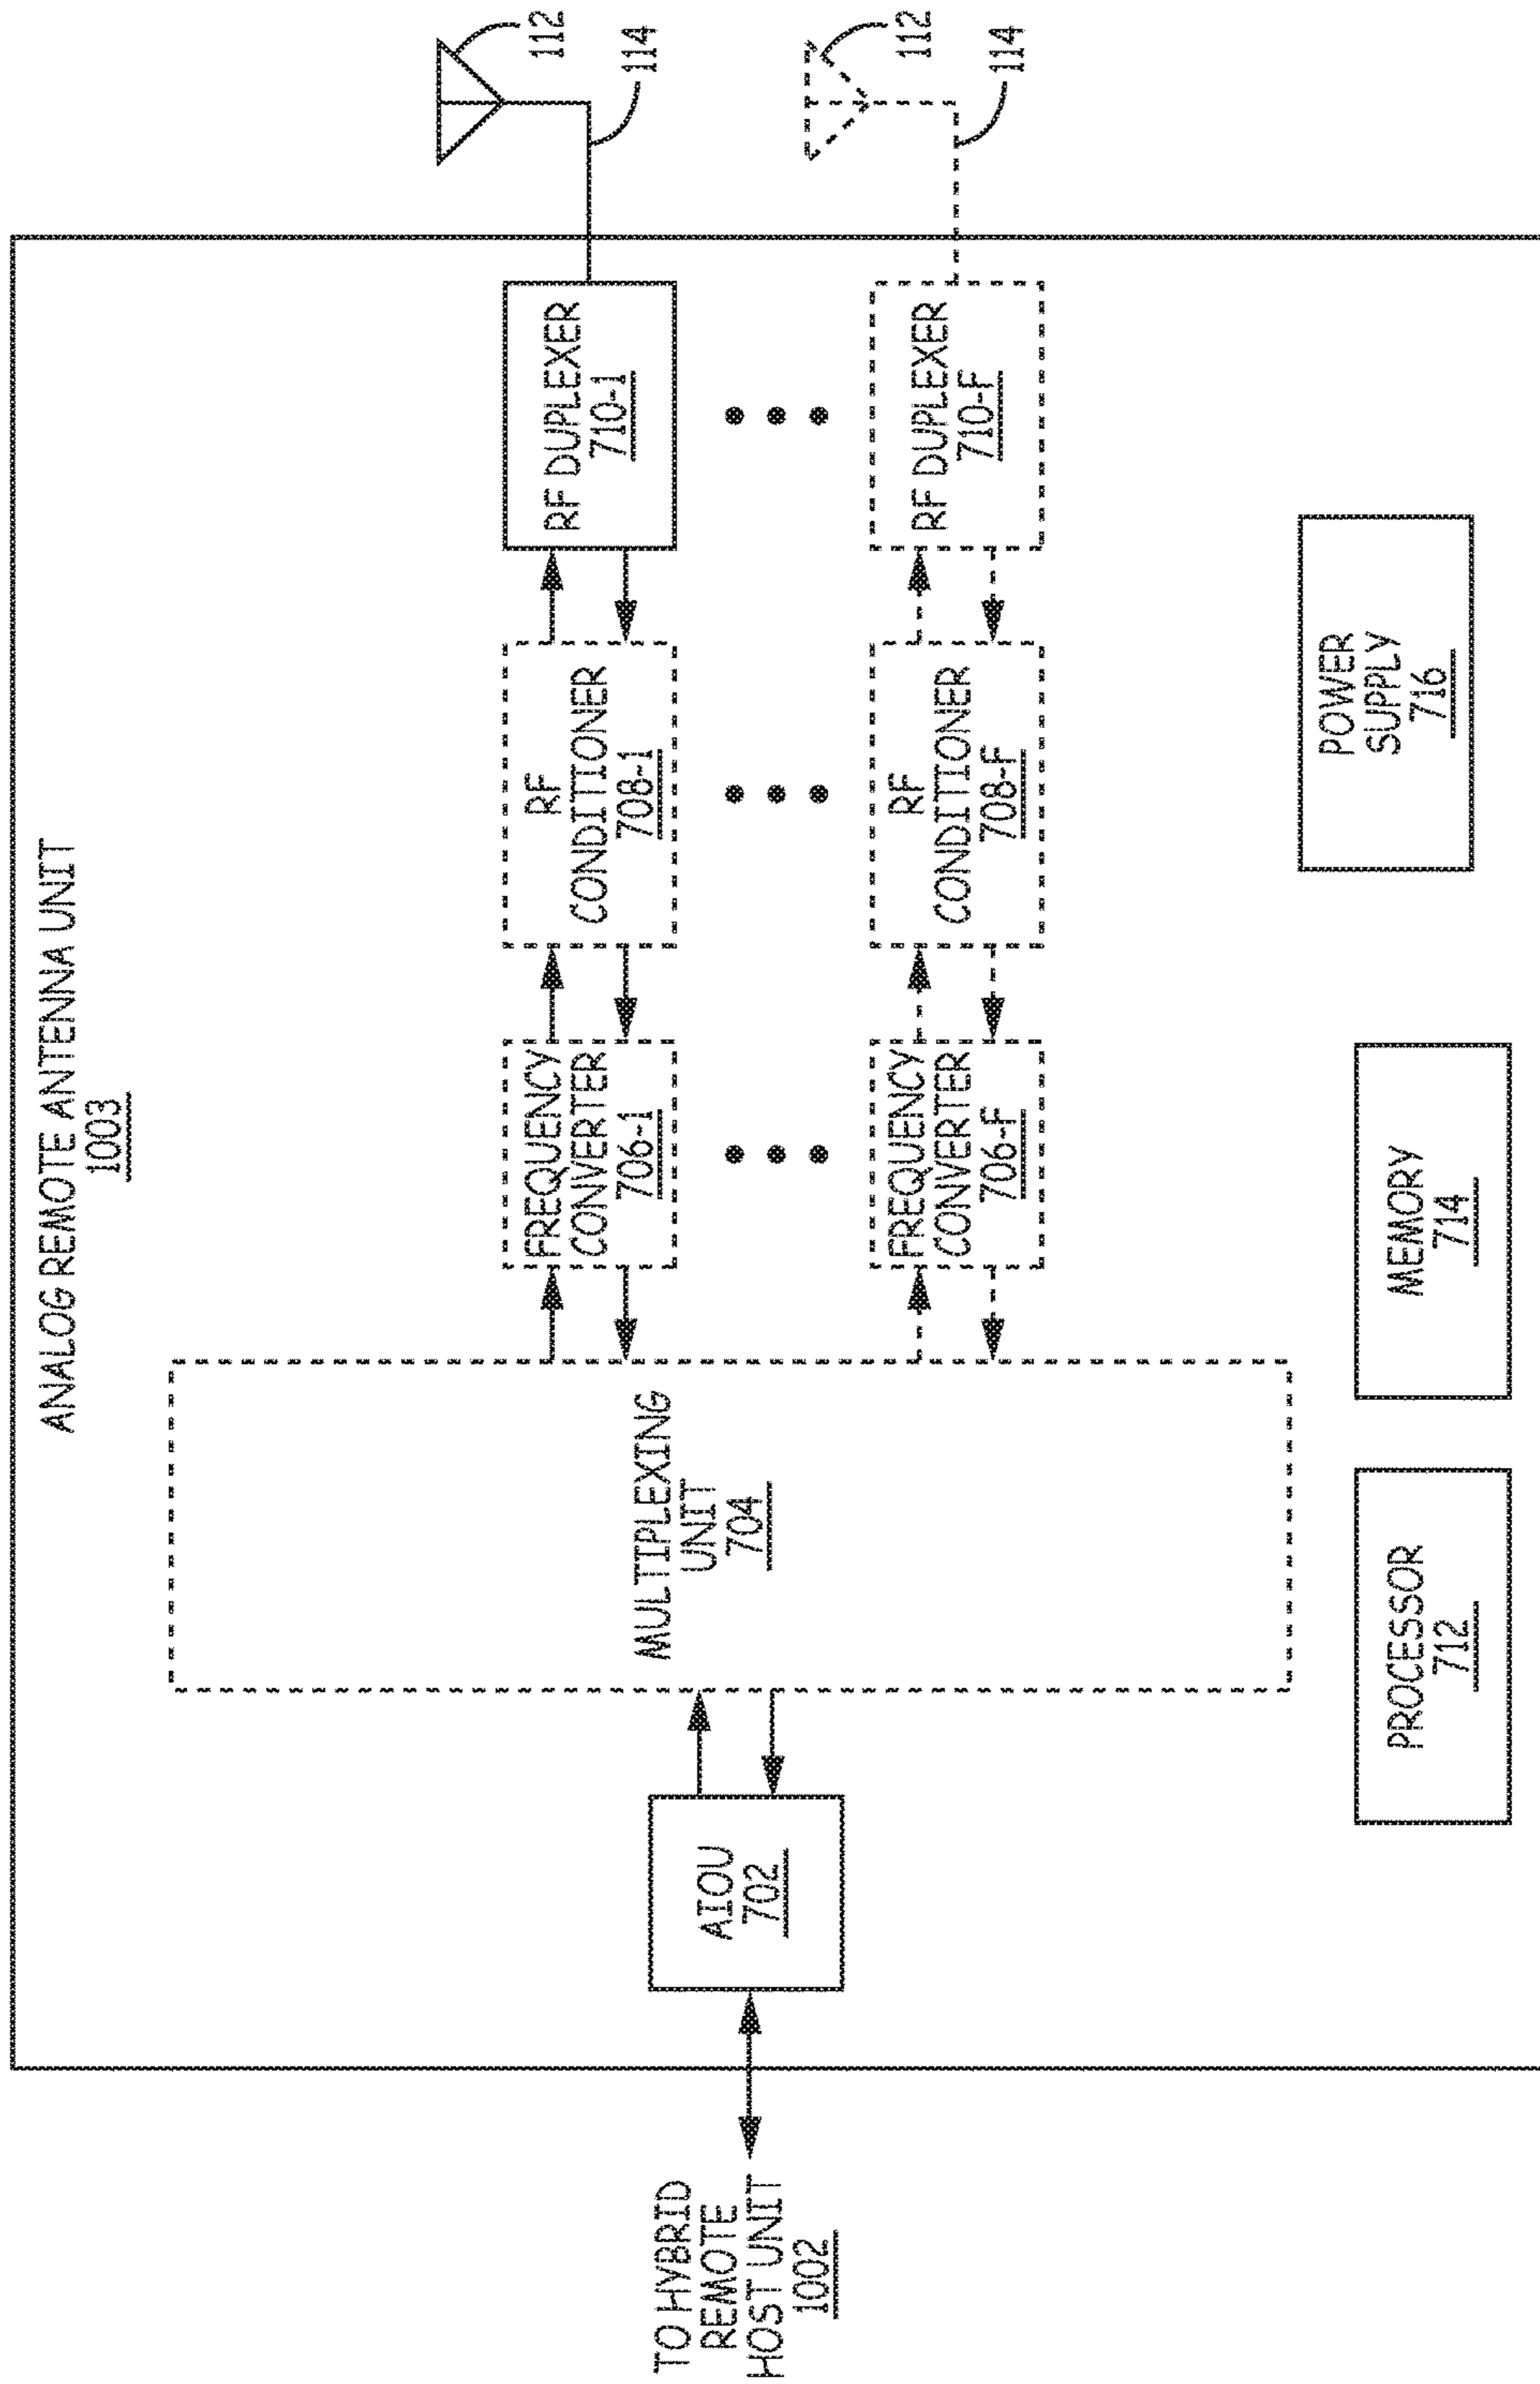 ANALOG REMOTE ANTENNA UNIT
1003
TO HYBRID
REMOTE
HOST UNIT
1002
AIOU
702
MULTIPLEXING
UNIT
704
FREQUENCY
CONVERTER
706-1
RF
CONDITIONER
708-1
RF DUPLEXER
710-1
112
114
FREQUENCY
CONVERTER
706-F
RF
CONDITIONER
708-F
RF DUPLEXER
710-F
112
114
PROCESSOR
712
MEMORY
714
POWER
SUPPLY
716